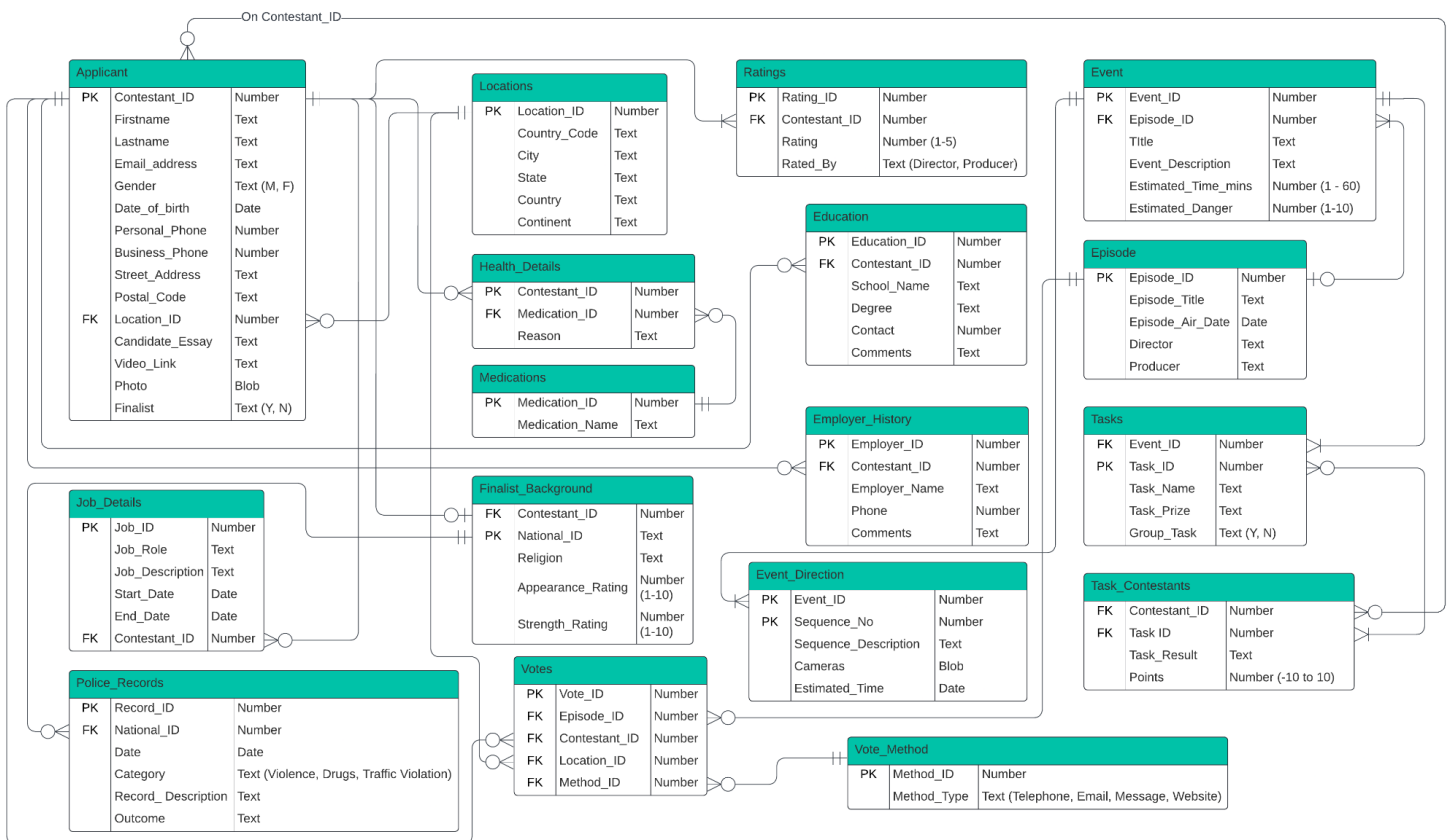 On Contestant_ID
Applicant
PK Contestant_ID Number
Firstname Text
Lastname Text
Email_address Text
Gender Text (M, F)
Date_of_birth Date
Personal_Phone Number
Business_Phone Number
Street_Address Text
Postal_Code Text
FK Location_ID Number
Candidate_Essay Text
Video_Link Text
Photo Blob
Finalist Text (Y, N)
Locations
PK Location_ID Number
Country_Code Text
City Text
State Text
Country Text
Continent Text
Ratings
PK Rating_ID Number
FK Contestant_ID Number
Rating Number (1-5)
Rated_By Text (Director, Producer)
Event
PK Event_ID Number
FK Episode_ID Number
TItle Text
Event_Description Text
Estimated_Time_mins Number (1 - 60)
Estimated_Danger Number (1-10)
Health_Details
PK Contestant_ID Number
FK Medication_ID Number
Reason Text
Education
PK Education_ID Number
FK Contestant_ID Number
School_Name Text
Degree Text
Contact Number
Comments Text
Episode
PK Episode_ID Number
Episode_Title Text
Episode_Air_Date Date
Director Text
Producer Text
Medications
PK Medication_ID Number
Medication_Name Text
Employer_History
PK Employer_ID Number
FK Contestant_ID Number
Employer_Name Text
Phone Number
Comments Text
Tasks
FK Event_ID Number
PK Task_ID Number
Task_Name Text
Task_Prize Text
Group_Task Text (Y, N)
Job_Details
PK Job_ID Number
Job_Role Text
Job_Description Text
Start_Date Date
End_Date Date
FK Contestant_ID Number
Finalist_Background
FK Contestant_ID Number
PK National_ID Text
Religion Text
Appearance_Rating Number
(1-10)
Strength_Rating Number
(1-10)
Event_Direction
PK Event_ID Number
PK Sequence_No Number
Sequence_Description Text
Cameras Blob
Estimated_Time Date
Task_Contestants
FK Contestant_ID Number
FK Task ID Number
Task_Result Text
Points Number (-10 to 10)
Police_Records
PK Record_ID Number
FK National_ID Number
Date Date
Category Text (Violence, Drugs, Traffic Violation)
Record_ Description Text
Outcome Text
Votes
PK Vote_ID Number
FK Episode_ID Number
FK Contestant_ID Number
FK Location_ID Number
FK Method_ID Number
Vote_Method
PK Method_ID Number
Method_Type Text (Telephone, Email, Message, Website)